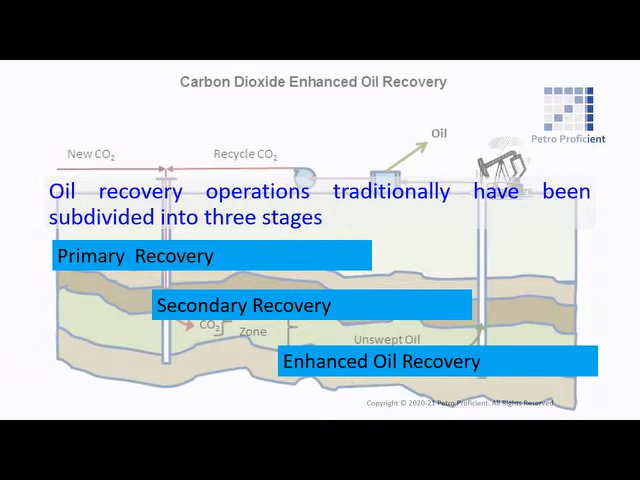 Carbon Dioxide Enhanced Oil Recovery
Petro Proficient
Oil
New CO₂
Recycle CO₂
Oil recovery operations traditionally have been
subdivided into three stages
Primary Recovery
Secondary Recovery
CO₂
Zone
Unswept Oil
Enhanced Oil Recovery
Copyright © 2020-21 Petro Proficient. All Rights Reserved